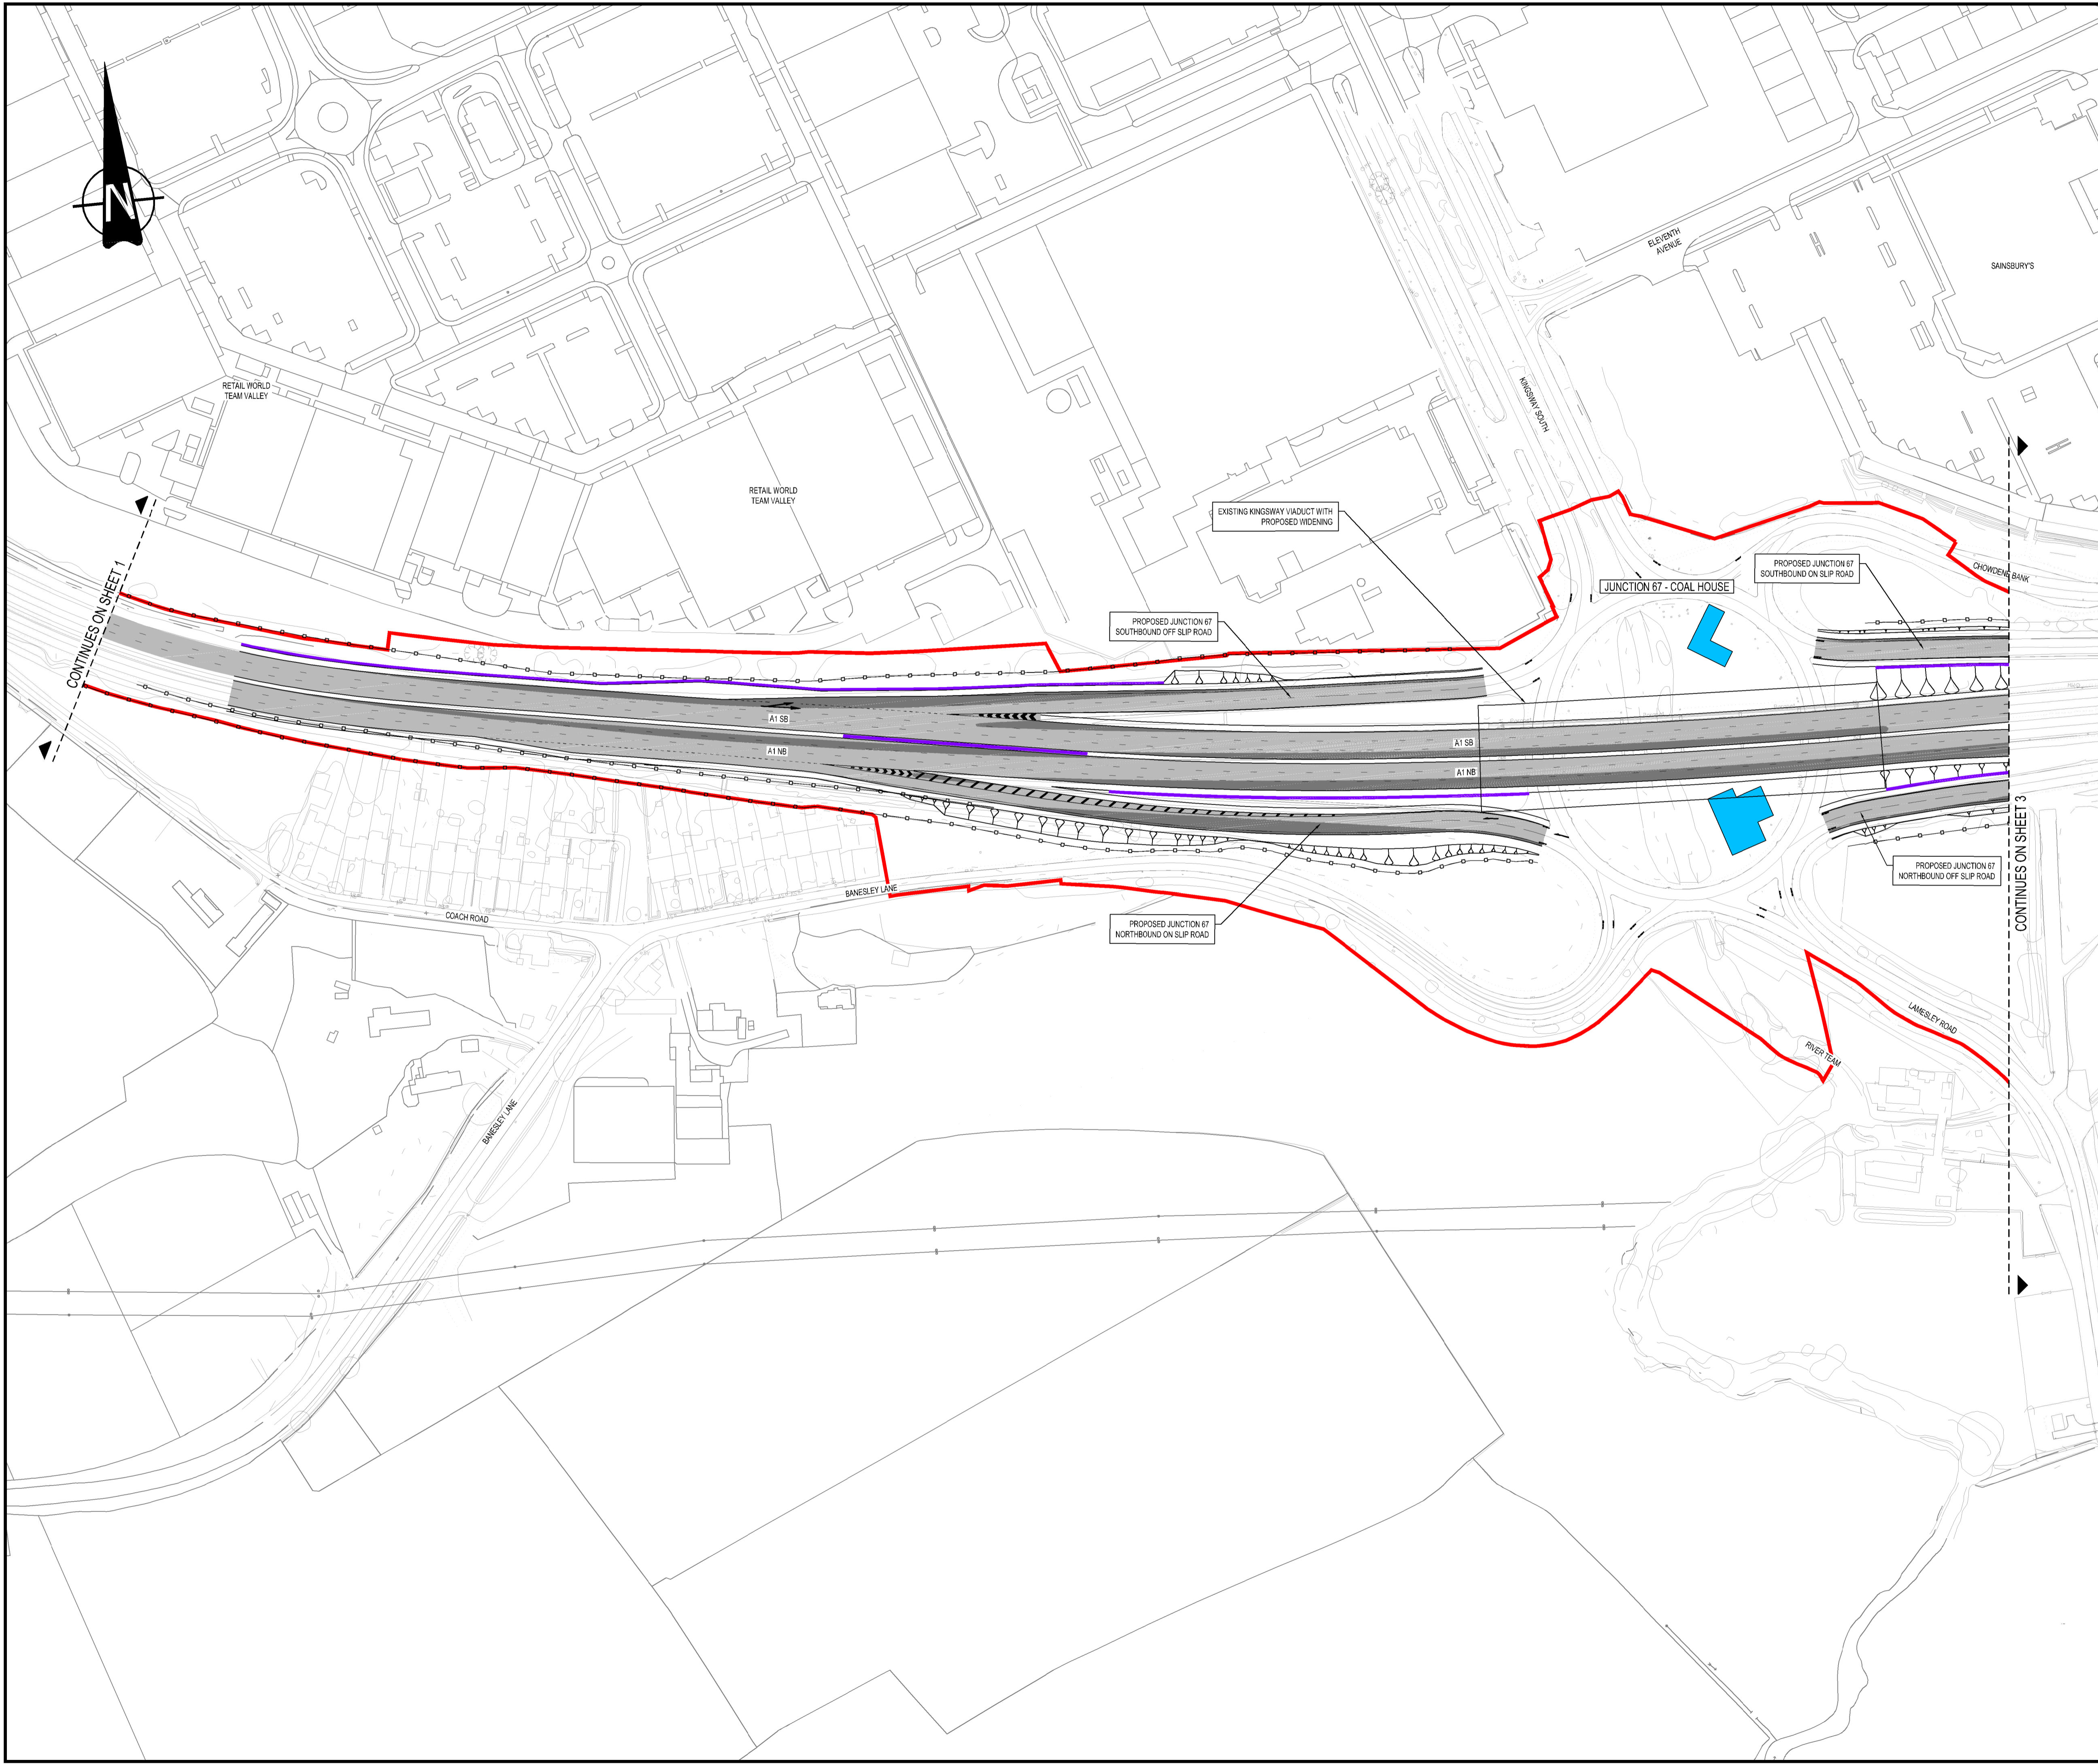 N
ELEVENTH
AVENUE
SAINSBURY'S
RETAIL WORLD
TEAM VALLEY
KINGSWAY SOUTH
RETAIL WORLD
TEAM VALLEY
EXISTING KINGSWAY VIADUCT WITH
PROPOSED WIDENING
CONTINUES ON SHEET 1
JUNCTION 67 - COAL HOUSE
PROPOSED JUNCTION 67
SOUTHBOUND ON SLIP ROAD
CHOWDENE BANK
PROPOSED JUNCTION 67
SOUTHBOUND OFF SLIP ROAD
A1 SB
A1 NB
A1 SB
A1 NB
CONTINUES ON SHEET 3
PROPOSED JUNCTION 67
NORTHBOUND OFF SLIP ROAD
BANESLEY LANE
COACH ROAD
PROPOSED JUNCTION 67
NORTHBOUND ON SLIP ROAD
LAMESLEY ROAD
RIVER TEAM
BANESLEY LANE